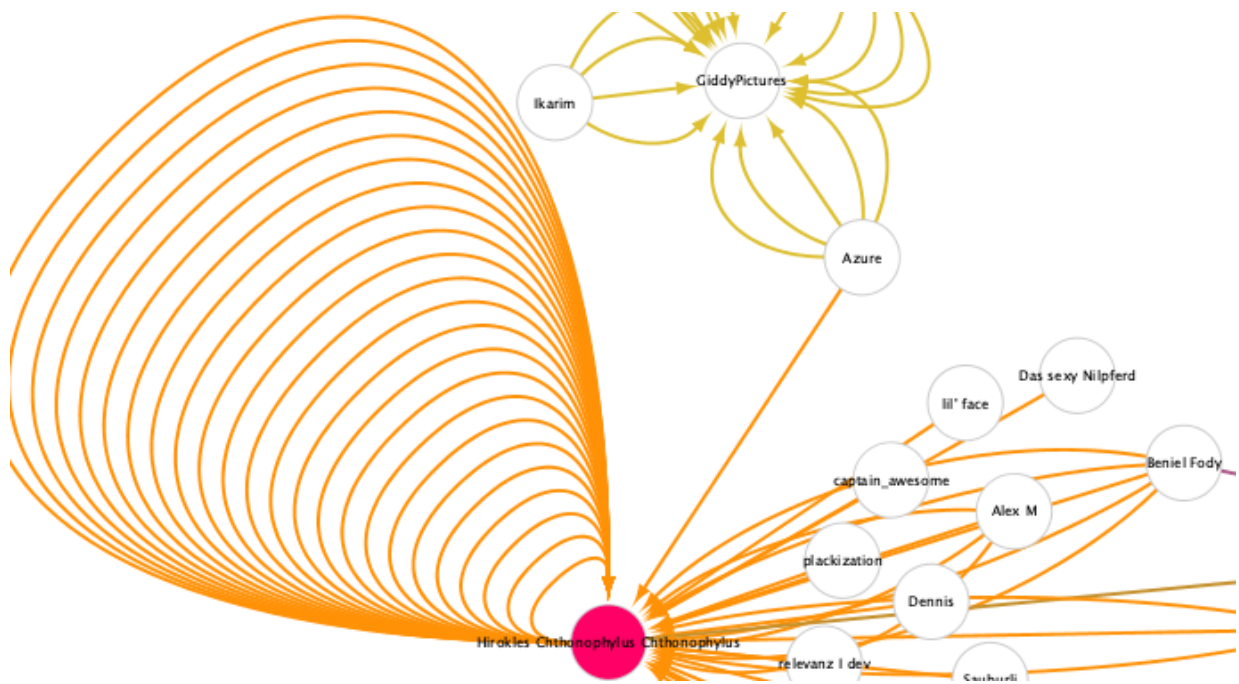 GiddyPictures
Ikarim
Azure
Das sexy Nilpferd
lil' face
Beniel Fody
captain_awesome
Alex M
plackization
Dennis
Hirokles Chthonophylus Chthonophylus
relevanz I dev
Sauburli